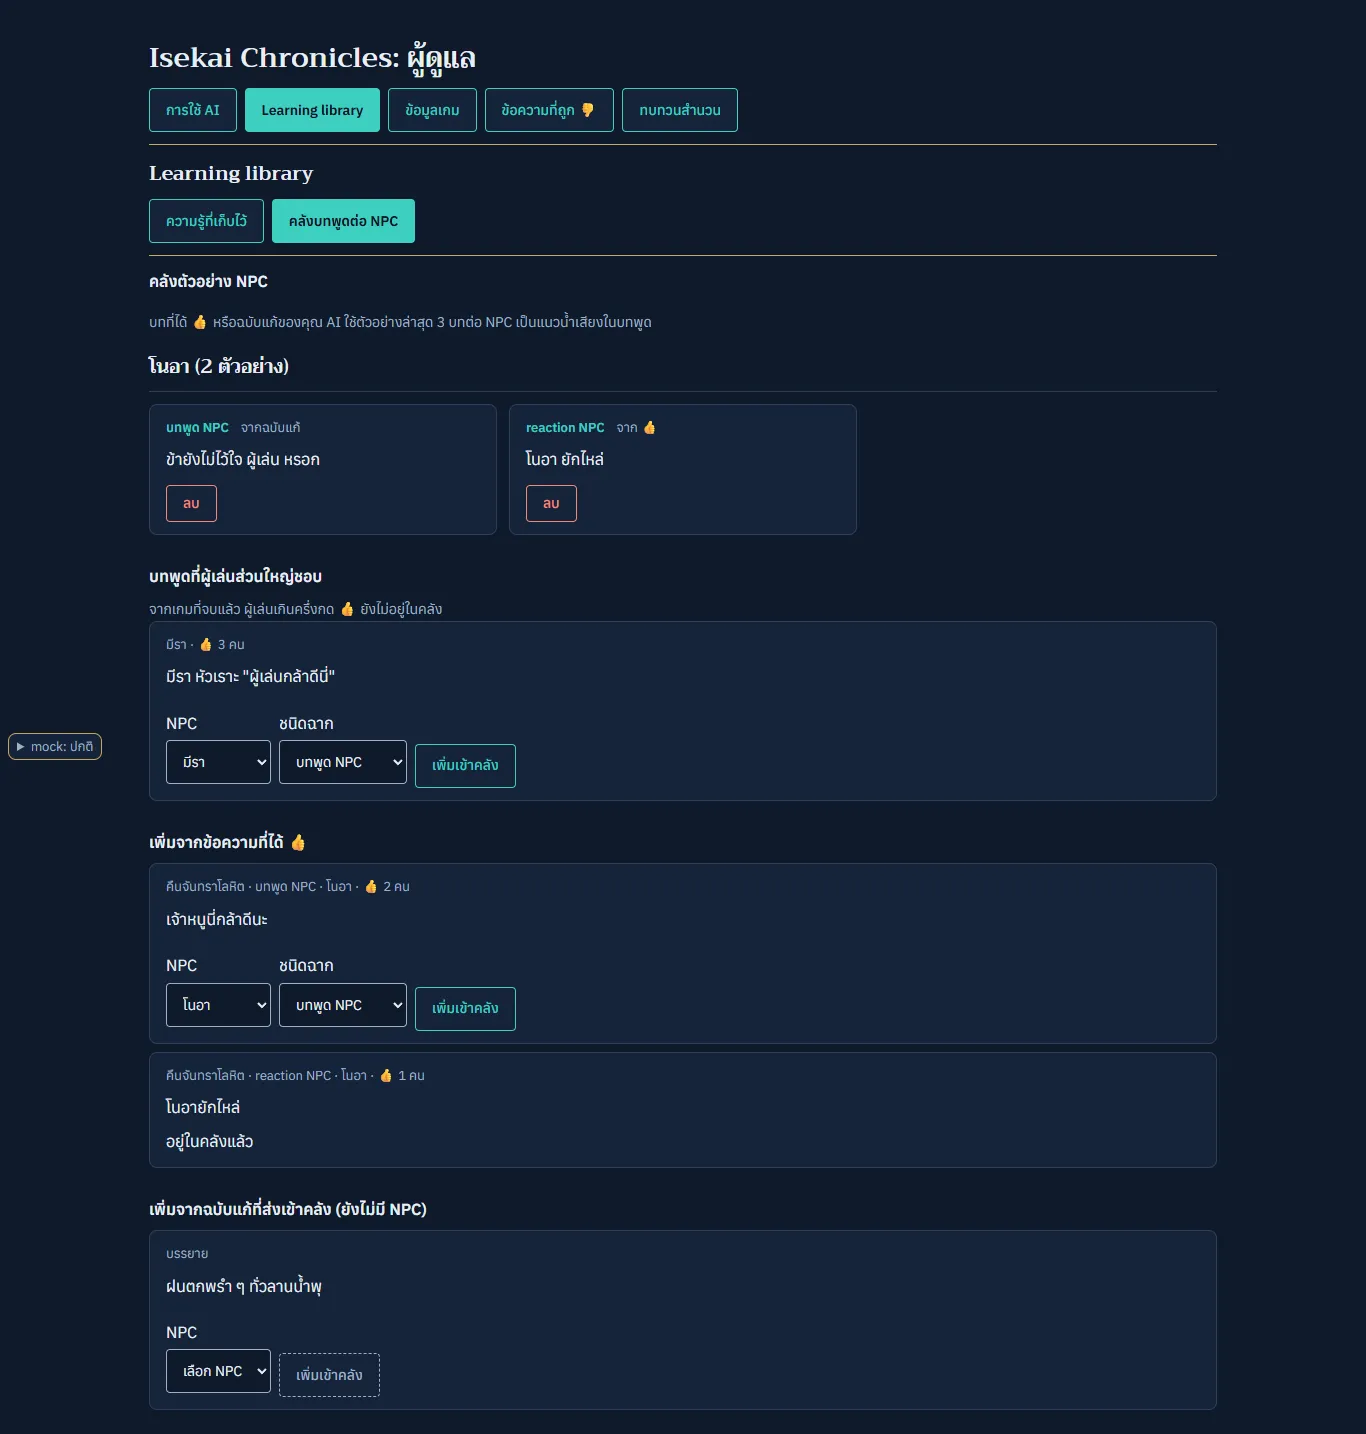 Isekai Chronicles: ผู้ดูแล
การใช้ AI
Learning library
ข้อมูลเกม
ข้อความที่ถูก 👎
ทบทวนสำนวน
Learning library
ความรู้ที่เก็บไว้
คลังบทพูดต่อ NPC
คลังตัวอย่าง NPC
บทที่ได้ 👍 หรือฉบับแก้ของคุณ AI ใช้ตัวอย่างล่าสุด 3 บทต่อ NPC เป็นแนวน้ำเสียงในบทพูด
โนอา (2 ตัวอย่าง)
บทพูด NPC จากฉบับแก้
ข้ายังไม่ไว้ใจ ผู้เล่น หรอก
ลบ
reaction NPC จาก 👍
โนอา ยักไหล่
ลบ
บทพูดที่ผู้เล่นส่วนใหญ่ชอบ
จากเกมที่จบแล้ว ผู้เล่นเกินครึ่งกด 👍 ยังไม่อยู่ในคลัง
มีรา · 👍 3 คน
มีรา หัวเราะ "ผู้เล่นกล้าดีนี่"
NPC ชนิดฉาก
มีรา บทพูด NPC เพิ่มเข้าคลัง
mock: ปกติ
เพิ่มจากข้อความที่ได้ 👍
คืนจันทราโลหิต · บทพูด NPC · โนอา · 👍 2 คน
เจ้าหนูนี่กล้าดีนะ
NPC ชนิดฉาก
โนอา บทพูด NPC เพิ่มเข้าคลัง
คืนจันทราโลหิต · reaction NPC · โนอา · 👍 1 คน
โนอายักไหล่
อยู่ในคลังแล้ว
เพิ่มจากฉบับแก้ที่ส่งเข้าคลัง (ยังไม่มี NPC)
บรรยาย
ฝนตกพรำ ๆ ทั่วลานน้ำพุ
NPC
เลือก NPC เพิ่มเข้าคลัง